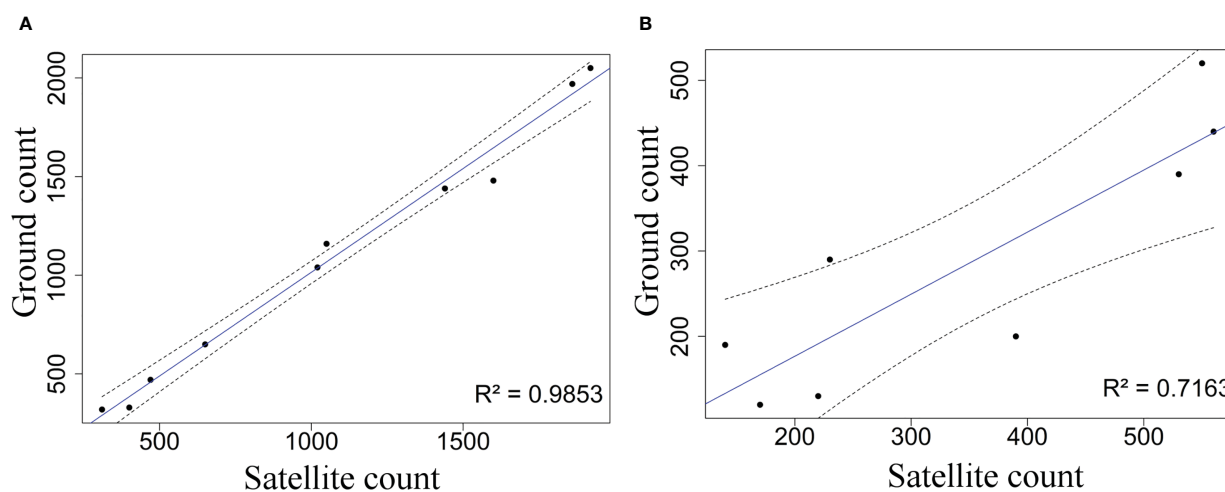 A
Ground count
2000
1500
1000
500
R² = 0.9853
500 1000 1500
Satellite count
B
Ground count
500
400
300
200
R² = 0.7163
200 300 400 500
Satellite count